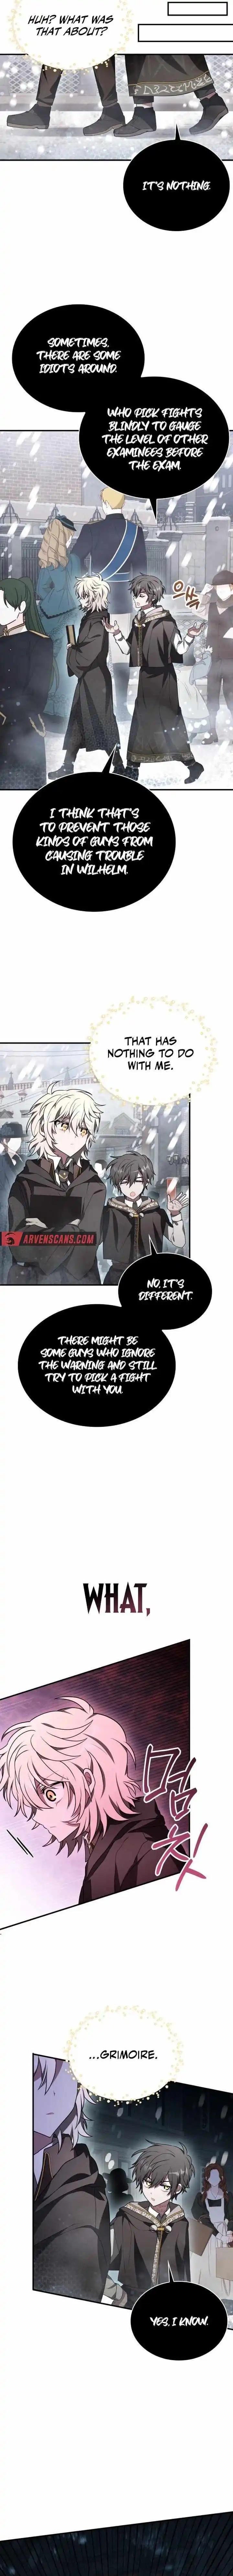 HUH? WHAT WAS
THAT ABOUT?
IT'S NOTHING.
SOMETIMES,
THERE ARE SOME
IDIOTS AROUND.
WHO PICK FIGHTS
BLINDLY TO GAUGE
THE LEVEL OF OTHER
EXAMINEES BEFORE
THE EXAM.
으쓱
I THINK THAT'S
TO PREVENT THOSE
KINDS OF GUYS FROM
CAUSING TROUBLE
IN WILHELM.
THAT HAS
NOTHING TO DO
WITH ME.
ARVENSCANS.COM
NO, IT'S
DIFFERENT.
THERE MIGHT BE
SOME GUYS WHO IGNORE
THE WARNING AND STILL
TRY TO PICK A FIGHT
WITH YOU.
WHAT,
멈칫
...GRIMOIRE.
YES, I KNOW.